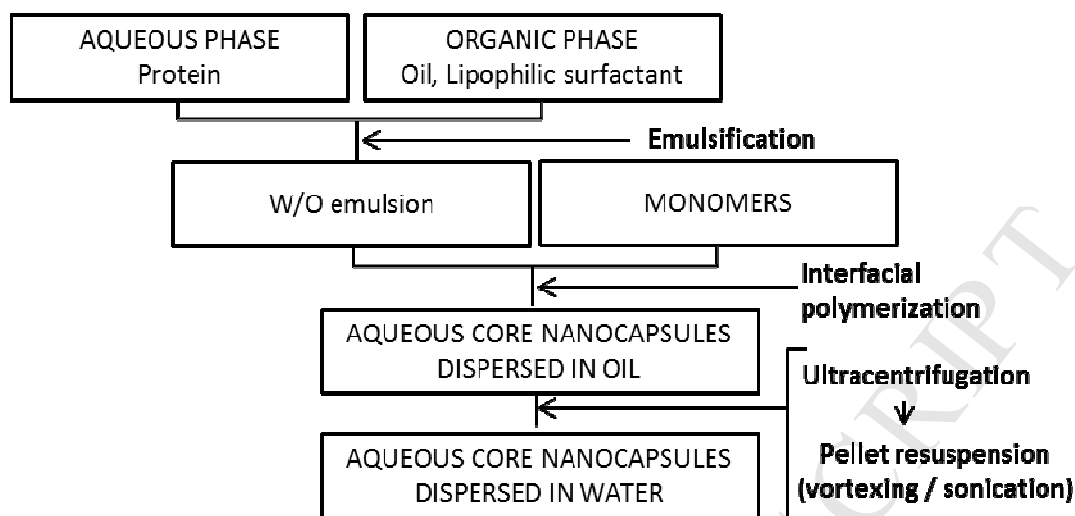 AQUEOUS PHASE
Protein
ORGANIC PHASE
Oil, Lipophilic surfactant
Emulsification
W/O emulsion
MONOMERS
Interfacial
polymerization
AQUEOUS CORE NANOCAPSULES
DISPERSED IN OIL
Ultracentrifugation
Pellet resuspension
(vortexing / sonication)
AQUEOUS CORE NANOCAPSULES
DISPERSED IN WATER
CRIPT